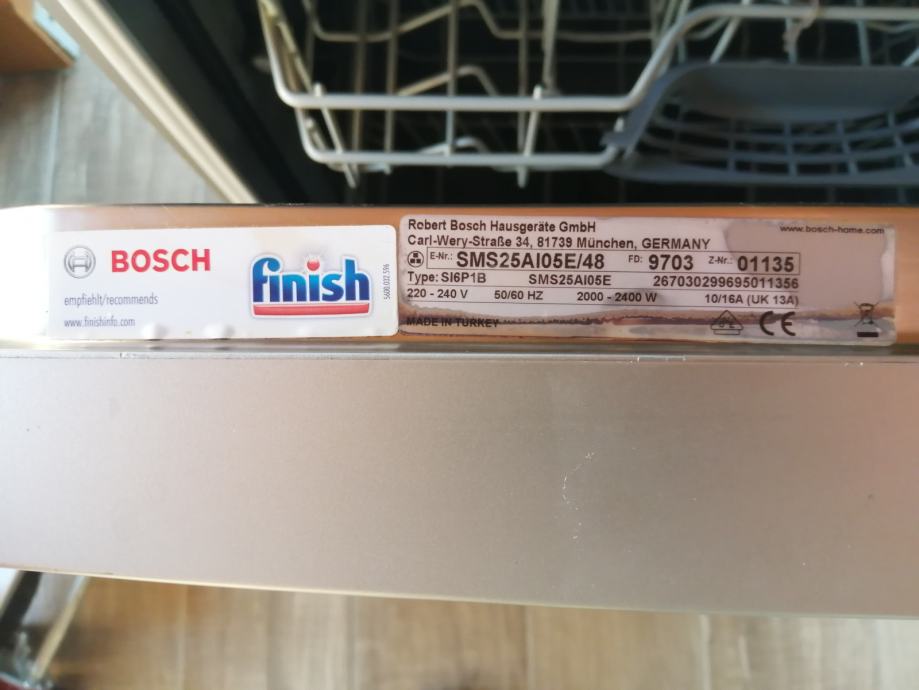 BOSCH
finish
empfiehlt/recommends
www.finishinfo.com
5600.032.596
Robert Bosch Hausgeräte GmbH
www.bosch-home.com
Carl-Wery-Straße 34, 81739 München, GERMANY
E-Nr.: SMS25AI05E/48 FD: 9703 Z-Nr.: 01135
Type: SI6P1B SMS25AI05E 267030299695011356
220 - 240 V 50/60 HZ 2000 - 2400 W 10/16A (UK 13A)
MADE IN TURKEY CE